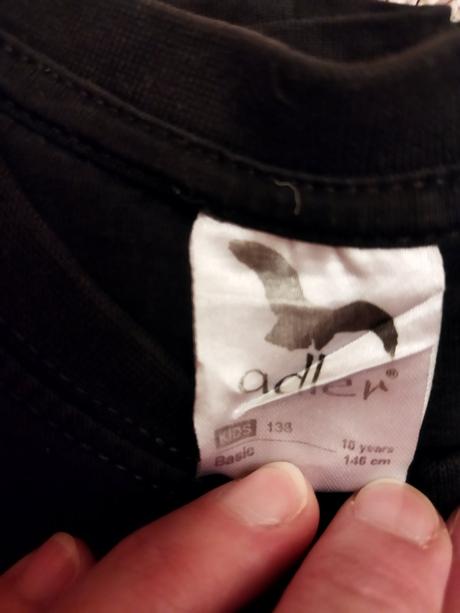 adler®
KIDS 138
Basic 10 years
146 cm